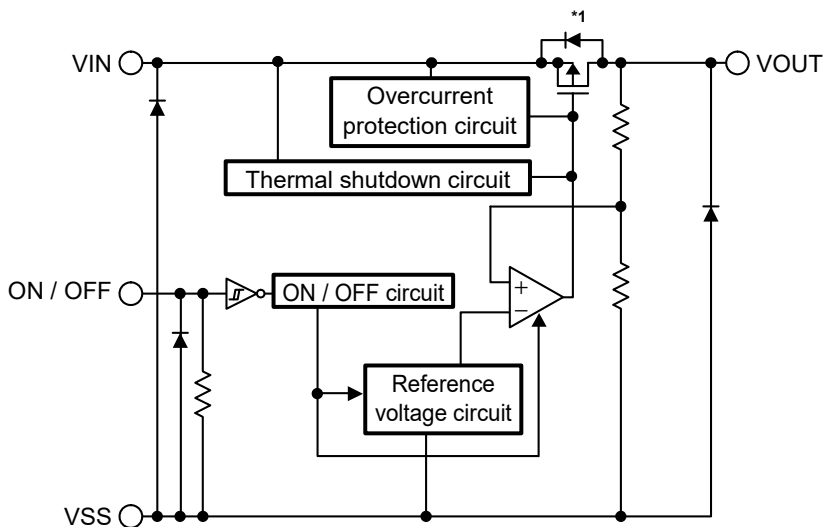 *1
VIN
VOUT
Overcurrent
protection circuit
Thermal shutdown circuit
ON / OFF
ON / OFF circuit
+
−
Reference
voltage circuit
VSS